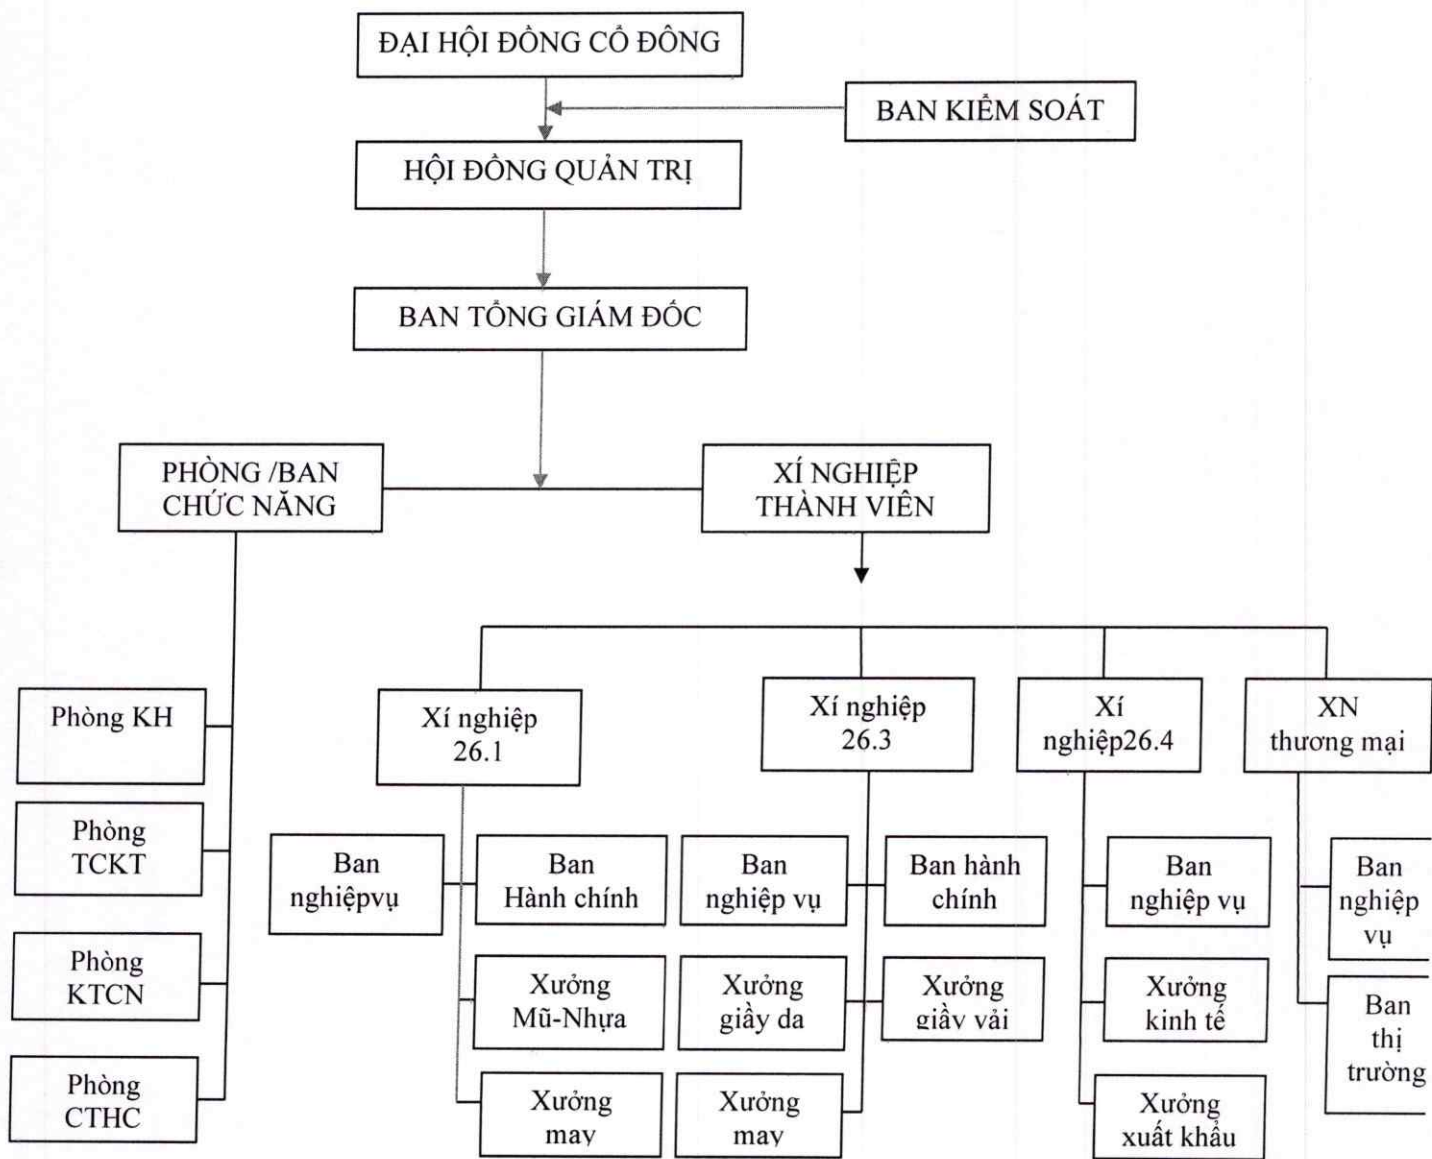 ĐẠI HỘI ĐỒNG CỔ ĐÔNG
BAN KIỂM SOÁT
HỘI ĐỒNG QUẢN TRỊ
BAN TỔNG GIÁM ĐỐC
PHÒNG /BAN
CHỨC NĂNG
XÍ NGHIỆP
THÀNH VIÊN
Phòng KH
Phòng
TCKT
Phòng
KTCN
Phòng
CTHC
Xí nghiệp
26.1
Xí nghiệp
26.3
Xí
nghiệp26.4
XN
thương mại
Ban
nghiệpvụ
Ban
Hành chính
Ban
nghiệp vụ
Ban hành
chính
Ban
nghiệp vụ
Ban
nghiệp
vụ
Xưởng
Mũ-Nhựa
Xưởng
giầy da
Xưởng
giầy vải
Xưởng
kinh tế
Ban
thị
trường
Xưởng
may
Xưởng
may
Xưởng
xuất khẩu